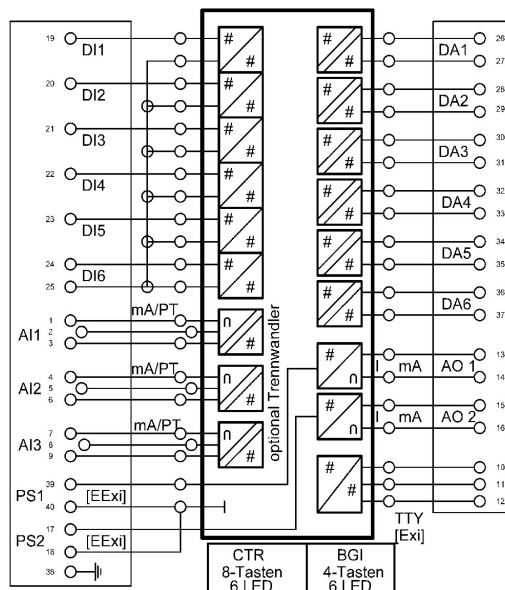 19 DI1 # # # DA1 26
27
20 DI2 # # # DA2 28
29
21 DI3 # # # DA3 30
31
22 DI4 # # # DA4 32
33
23 DI5 # # # DA5 34
35
24 DI6 # # # DA6 36
25 37
1 mA/PT
AI1 2 ∩ #
3
4 mA/PT
AI2 5 ∩ #
6
7 mA/PT
AI3 8 ∩ #
9
optional Trennwandler
# ∩ I mA AO 1 13
14
# ∩ I mA AO 2 15
16
39
PS1 [EExi]
40
17
PS2 [EExi]
18
38
# # 10
11
12
TTY
[Exi]
CTR BGI
8-Tasten 4-Tasten
6 LED 6 LED